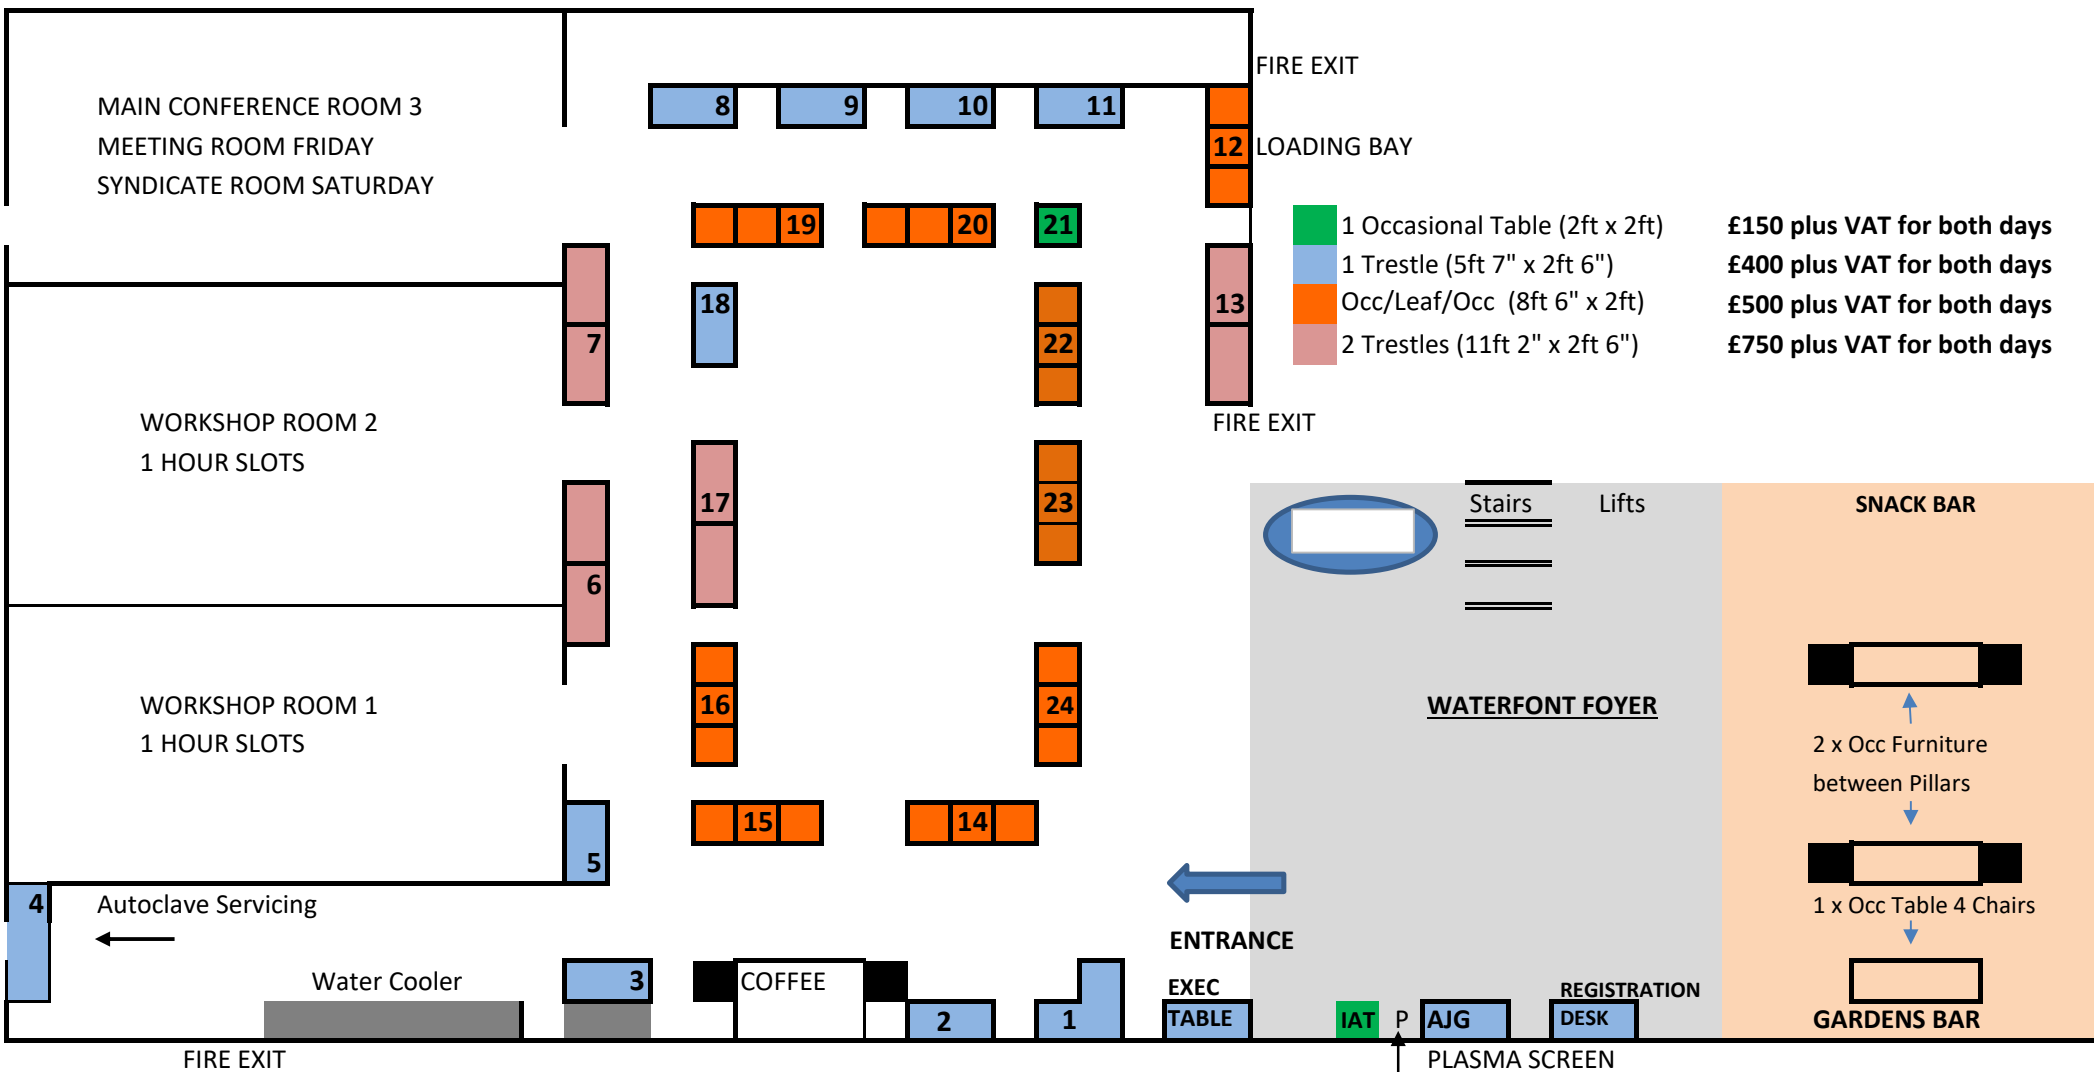 FIRE EXIT
MAIN CONFERENCE ROOM 3
8
9
10
11
MEETING ROOM FRIDAY
12
LOADING BAY
SYNDICATE ROOM SATURDAY
19
20
21
1 Occasional Table (2ft x 2ft)
£150 plus VAT for both days
1 Trestle (5ft 7" x 2ft 6")
£400 plus VAT for both days
18
13
Occ/Leaf/Occ (8ft 6" x 2ft)
£500 plus VAT for both days
7
22
2 Trestles (11ft 2" x 2ft 6")
£750 plus VAT for both days
WORKSHOP ROOM 2
FIRE EXIT
1 HOUR SLOTS
17
23
Stairs
Lifts
SNACK BAR
6
WORKSHOP ROOM 1
16
24
WATERFONT FOYER
1 HOUR SLOTS
2 x Occ Furniture
between Pillars
15
14
5
4
Autoclave Servicing
1 x Occ Table 4 Chairs
ENTRANCE
Water Cooler
3
COFFEE
EXEC
REGISTRATION
2
1
TABLE
IAT
P
AJG
DESK
GARDENS BAR
FIRE EXIT
PLASMA SCREEN